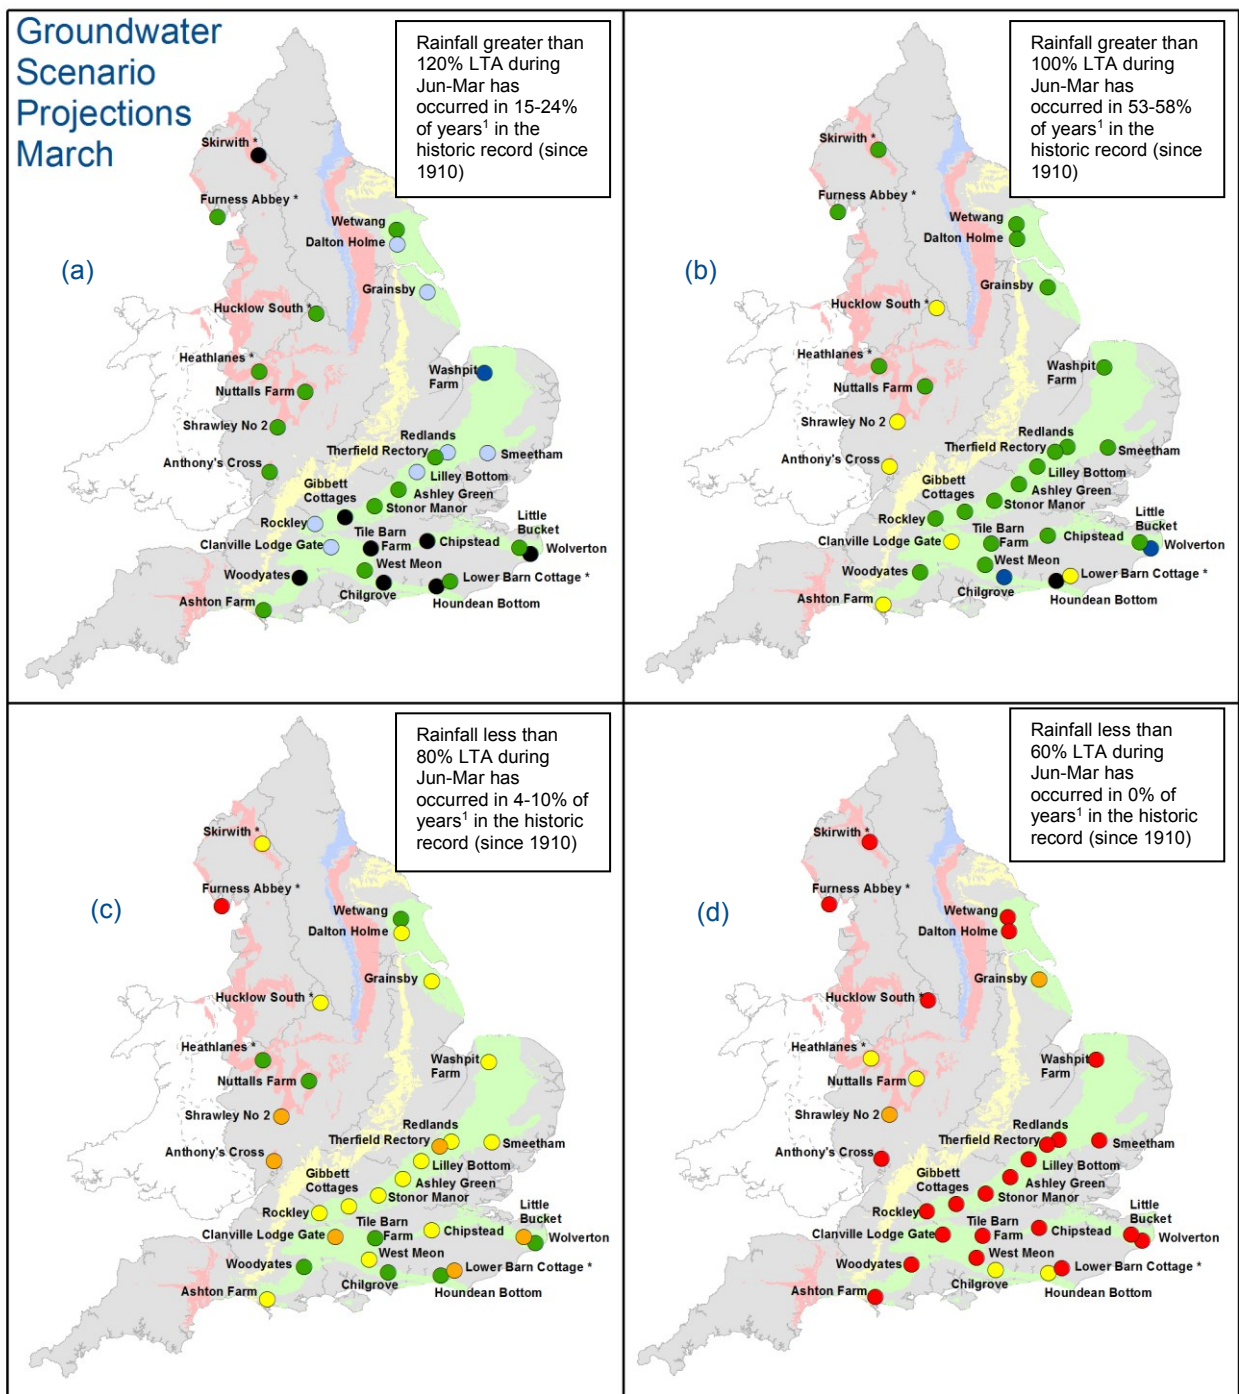 Groundwater
Scenario
Projections
March
Rainfall greater than
120% LTA during
Jun-Mar has
occurred in 15-24%
of years¹ in the
historic record (since
1910)
(a)
Skirwith *
Furness Abbey *
Wetwang
Dalton Holme
Grainsby
Hucklow South *
Heathlanes *
Nuttalls Farm
Washpit
Farm
Shrawley No 2
Redlands
Therfield Rectory
Smeetham
Anthony's Cross
Lilley Bottom
Gibbett
Cottages
Ashley Green
Stonor Manor
Rockley
Tile Barn
Farm
Little
Bucket
Clanville Lodge Gate
Chipstead
Wolverton
Woodyates
West Meon
Lower Barn Cottage *
Chilgrove
Ashton Farm
Houndean Bottom
Rainfall greater than
100% LTA during
Jun-Mar has
occurred in 53-58%
of years¹ in the
historic record (since
1910)
(b)
Skirwith *
Furness Abbey *
Wetwang
Dalton Holme
Grainsby
Hucklow South *
Heathlanes *
Nuttalls Farm
Washpit
Farm
Shrawley No 2
Redlands
Therfield Rectory
Smeetham
Anthony's Cross
Lilley Bottom
Gibbett
Cottages
Ashley Green
Stonor Manor
Rockley
Tile Barn
Farm
Little
Bucket
Clanville Lodge Gate
Chipstead
Wolverton
Woodyates
West Meon
Lower Barn Cottage *
Chilgrove
Ashton Farm
Houndean Bottom
Rainfall less than
80% LTA during
Jun-Mar has
occurred in 4-10% of
years¹ in the historic
record (since 1910)
(c)
Skirwith *
Furness Abbey *
Wetwang
Dalton Holme
Grainsby
Hucklow South *
Heathlanes *
Nuttalls Farm
Washpit
Farm
Shrawley No 2
Redlands
Therfield Rectory
Smeetham
Anthony's Cross
Lilley Bottom
Gibbett
Cottages
Ashley Green
Stonor Manor
Rockley
Tile Barn
Farm
Little
Bucket
Clanville Lodge Gate
Chipstead
Wolverton
Woodyates
West Meon
Lower Barn Cottage *
Chilgrove
Ashton Farm
Houndean Bottom
Rainfall less than
60% LTA during
Jun-Mar has
occurred in 0% of
years¹ in the historic
record (since 1910)
(d)
Skirwith *
Furness Abbey *
Wetwang
Dalton Holme
Grainsby
Hucklow South *
Heathlanes *
Nuttalls Farm
Washpit
Farm
Shrawley No 2
Redlands
Therfield Rectory
Smeetham
Anthony's Cross
Lilley Bottom
Gibbett
Cottages
Ashley Green
Stonor Manor
Rockley
Tile Barn
Farm
Little
Bucket
Clanville Lodge Gate
Chipstead
Wolverton
Woodyates
West Meon
Lower Barn Cottage *
Chilgrove
Ashton Farm
Houndean Bottom